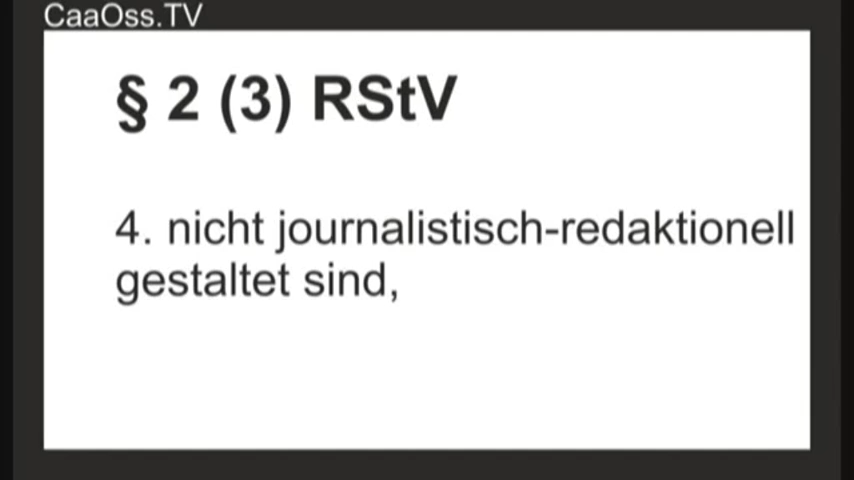 CaaOss.TV
§ 2 (3) RStV
4. nicht journalistisch-redaktionell
gestaltet sind,